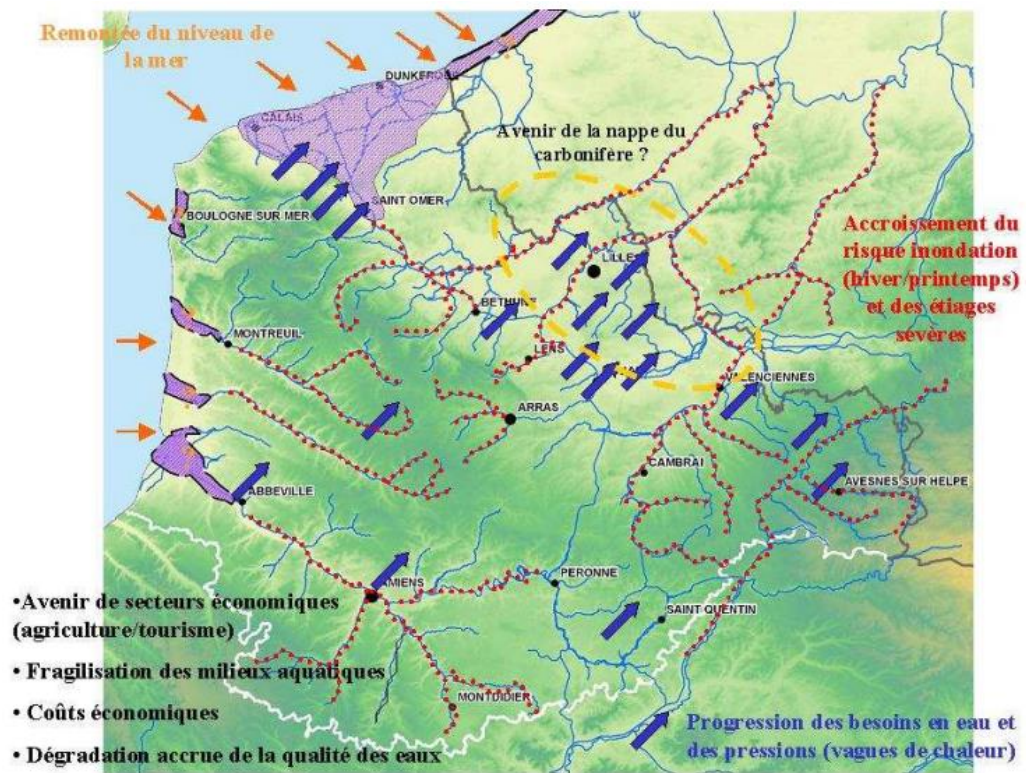 Remontée du niveau de
la mer
DUNKERQUE
CALAIS
Avenir de la nappe du
carbonifère ?
SAINT OMER
BOULOGNE SUR MER
Accroissement du
risque inondation
(hiver/printemps)
et des étiages
sevères
LILLE
BETHUNE
MONTREUIL
LENS
VALENCIENNES
ARRAS
CAMBRAI
AVESNES SUR HELPE
ABBEVILLE
AMIENS
PERONNE
SAINT QUENTIN
MONTDIDIER
•Avenir de secteurs économiques
(agriculture/tourisme)
• Fragilisation des milieux aquatiques
• Coûts économiques
• Dégradation accrue de la qualité des eaux
Progression des besoins en eau et
des pressions (vagues de chaleur)